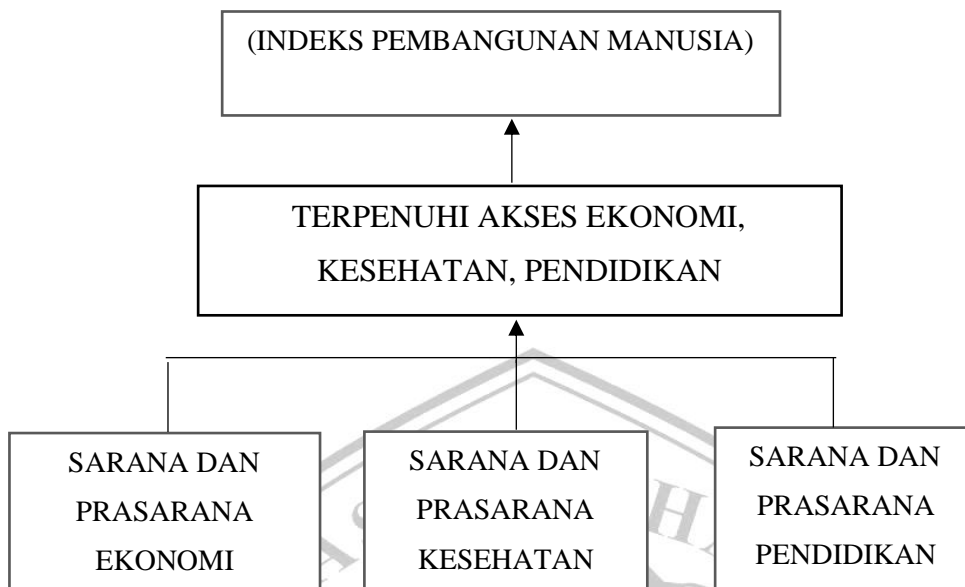 (INDEKS PEMBANGUNAN MANUSIA)
TERPENUHI AKSES EKONOMI,
KESEHATAN, PENDIDIKAN
SARANA DAN
PRASARANA
EKONOMI
SARANA DAN
PRASARANA
KESEHATAN
SARANA DAN
PRASARANA
PENDIDIKAN